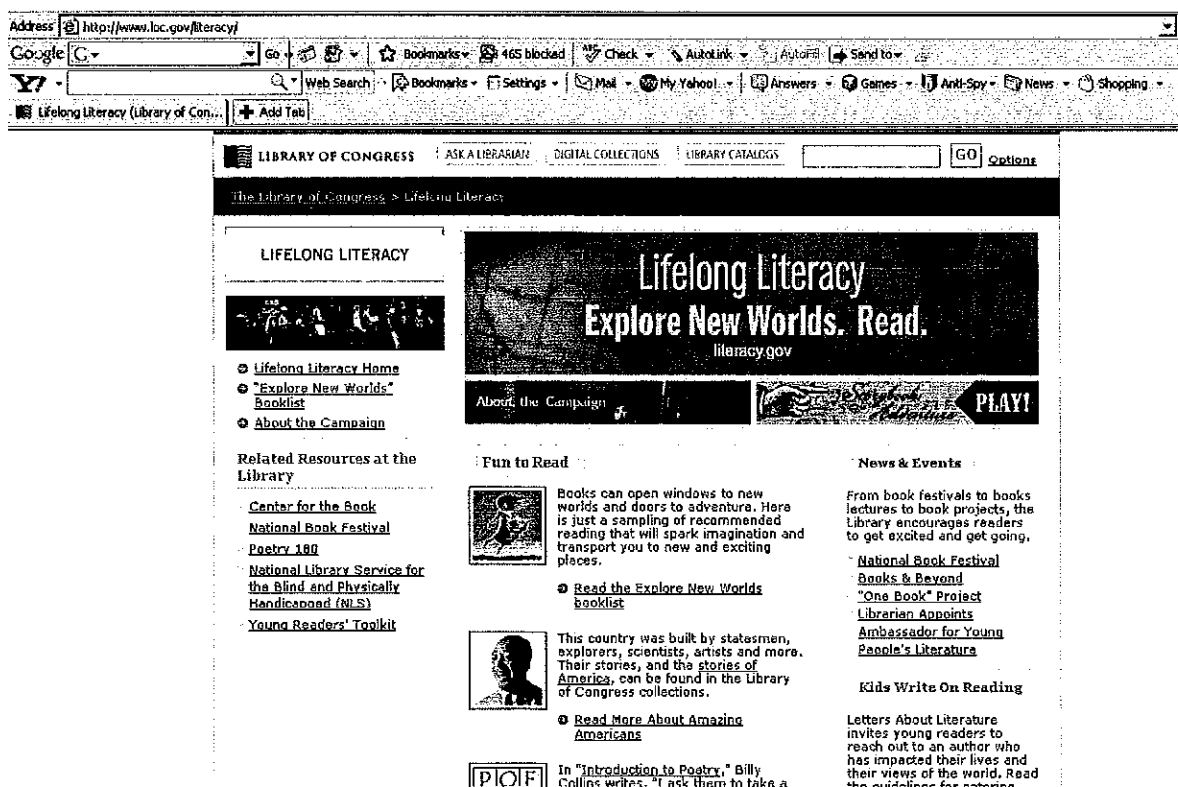 Address http://www.loc.gov/literacy/
Google G Go Bookmarks 465 blocked Check AutoLink AutoFill Send to
Y! Web Search Bookmarks Settings Mail My Yahoo! Answers Games Anti-Spy News Shopping
Lifelong Literacy (Library of Con... Add Tab
LIBRARY OF CONGRESS ASK A LIBRARIAN DIGITAL COLLECTIONS LIBRARY CATALOGS GO Options
The Library of Congress > Lifelong Literacy
LIFELONG LITERACY
Lifelong Literacy Home
"Explore New Worlds"
Booklist
About the Campaign
Related Resources at the
Library
Center for the Book
National Book Festival
Poetry 180
National Library Service for
the Blind and Physically
Handicapped (NLS)
Young Readers' Toolkit
Lifelong Literacy
Explore New Worlds. Read.
literacy.gov
About the Campaign
PLAY!
Fun to Read
Books can open windows to new
worlds and doors to adventure. Here
is just a sampling of recommended
reading that will spark imagination and
transport you to new and exciting
places.
Read the Explore New Worlds
booklist
This country was built by statesmen,
explorers, scientists, artists and more.
Their stories, and the stories of
America, can be found in the Library
of Congress collections.
Read More About Amazing
Americans
POF
In "Introduction to Poetry," Billy
Collins writes, "I ask them to take a
News & Events
From book festivals to books
lectures to book projects, the
Library encourages readers
to get excited and get going.
National Book Festival
Books & Beyond
"One Book" Project
Librarian Appoints
Ambassador for Young
People's Literature
Kids Write On Reading
Letters About Literature
invites young readers to
reach out to an author who
has impacted their lives and
their views of the world. Read
the guidelines for entering